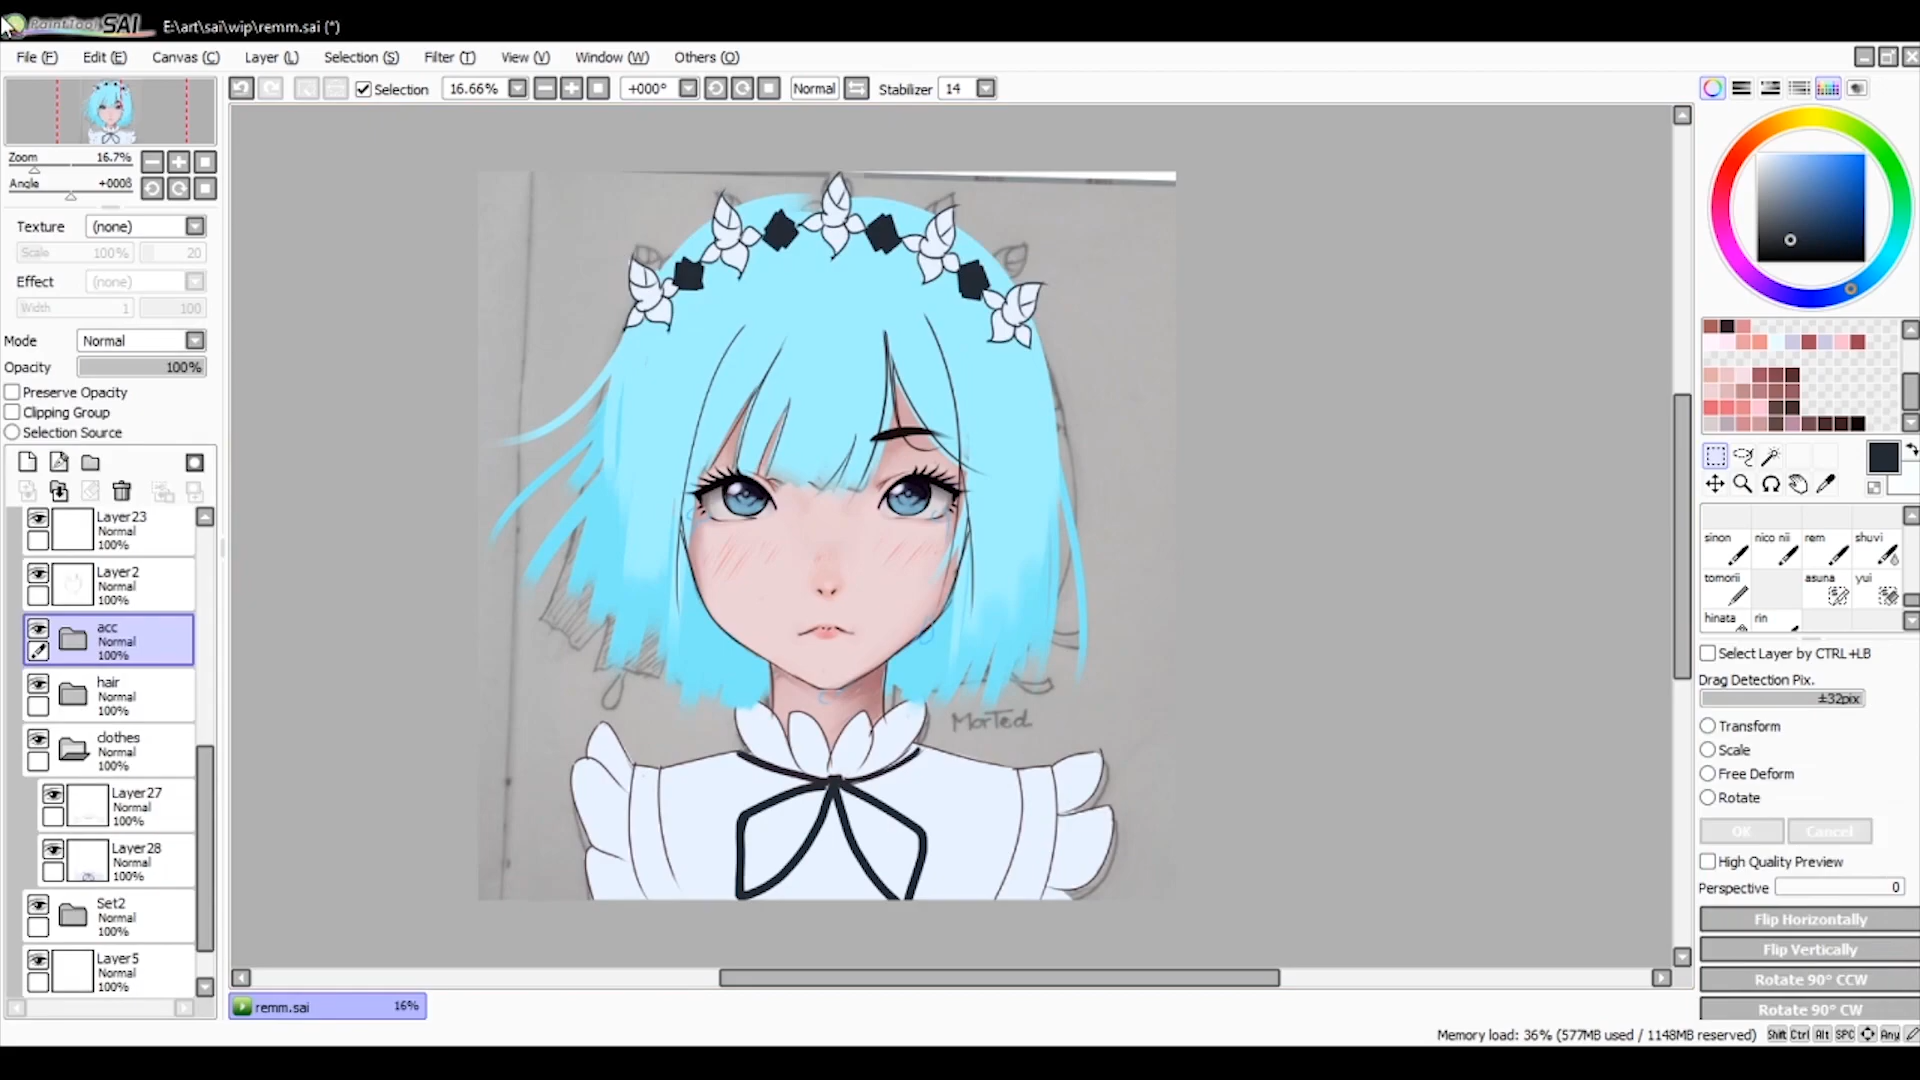 PaintTool SAI E:\art\sai\wip\remm.sai (*)
File (F) Edit (E) Canvas (C) Layer (L) Selection (S) Filter (T) View (V) Window (W) Others (O)
Selection 16.66% +000° Normal Stabilizer 14
Zoom 16.7%
Angle +000ß
Texture (none)
Scale 100% 20
Effect (none)
Width 1 100
Mode Normal
Opacity 100%
Preserve Opacity
Clipping Group
Selection Source
Layer23
Normal
100%
Layer2
Normal
100%
acc
Normal
100%
hair
Normal
100%
clothes
Normal
100%
Layer27
Normal
100%
Layer28
Normal
100%
Set2
Normal
100%
Layer5
Normal
100%
MorTed
remm.sai 16%
sinon nico nii rem shuvi
tomorii asuna yui
hinata rin
Select Layer by CTRL+LB
Drag Detection Pix.
±32pix
Transform
Scale
Free Deform
Rotate
OK Cancel
High Quality Preview
Perspective 0
Flip Horizontally
Flip Vertically
Rotate 90° CCW
Rotate 90° CW
Memory load: 36% (577MB used / 1148MB reserved) Shift Ctrl Alt SPC Any